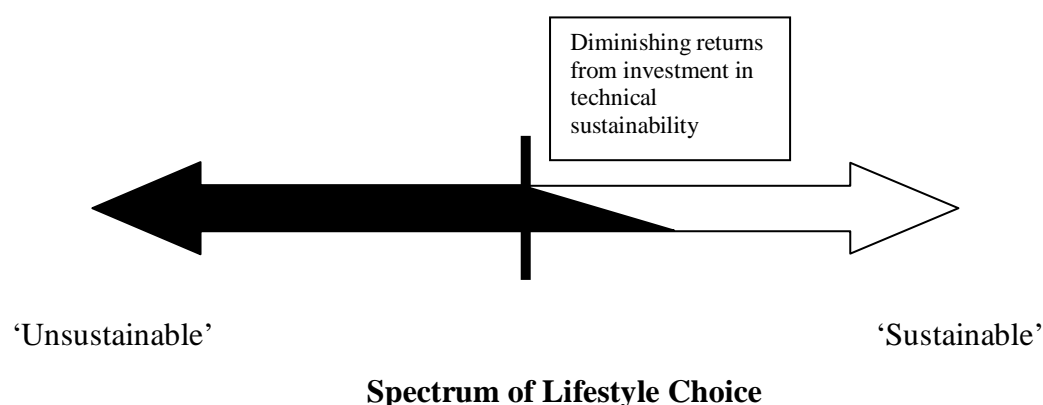 Diminishing returns
from investment in
technical
sustainability
‘Unsustainable’ ‘Sustainable’
Spectrum of Lifestyle Choice